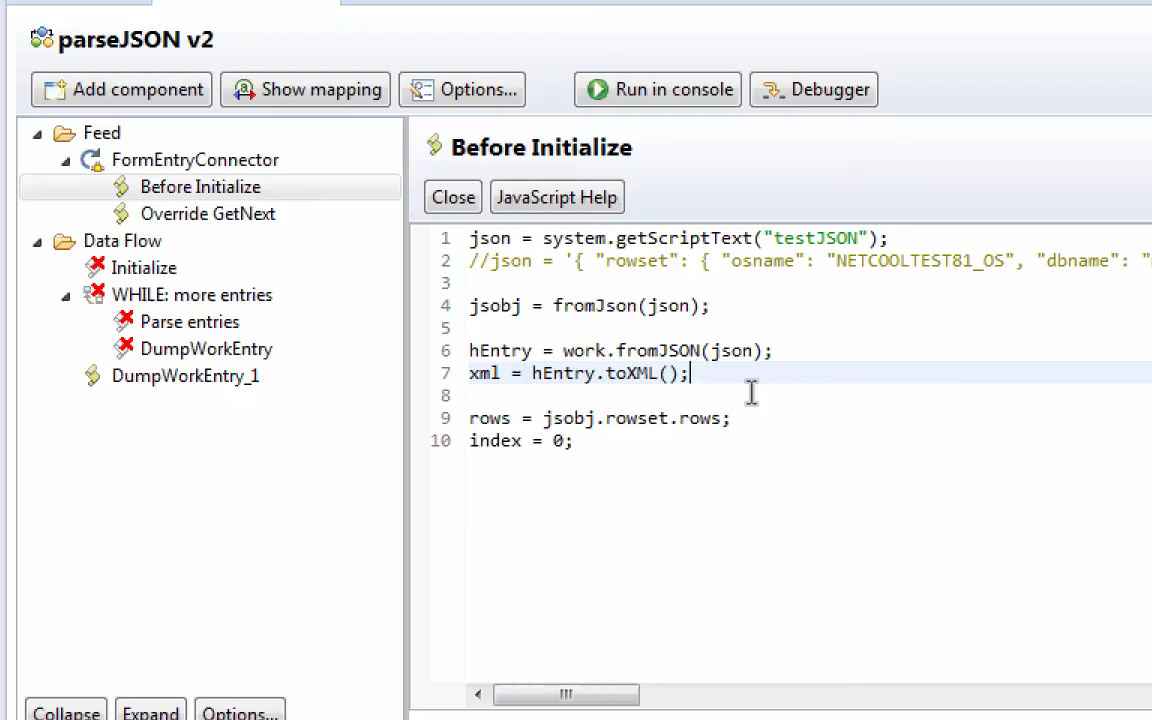 parseJSON v2
Add component Show mapping Options... Run in console Debugger
Feed
FormEntryConnector
Before Initialize
Override GetNext
Data Flow
Initialize
WHILE: more entries
Parse entries
DumpWorkEntry
DumpWorkEntry_1
Collapse Expand Options...
Before Initialize
Close JavaScript Help
1 json = system.getScriptText("testJSON");
2 //json = '{ "rowset": { "osname": "NETCOOLTEST81_OS", "dbname": "
3
4 jsobj = fromJson(json);
5
6 hEntry = work.fromJSON(json);
7 xml = hEntry.toXML();
8
9 rows = jsobj.rowset.rows;
10 index = 0;